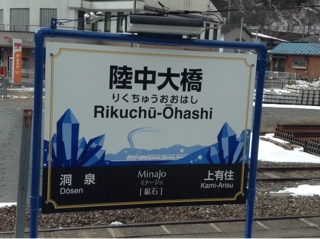 陸中大橋
りくちゅうおおはし
Rikuchū-Ōhashi
Minajo
ミナージョ
[鉱石]
洞泉
Dōsen
上有住
Kami-Arisu